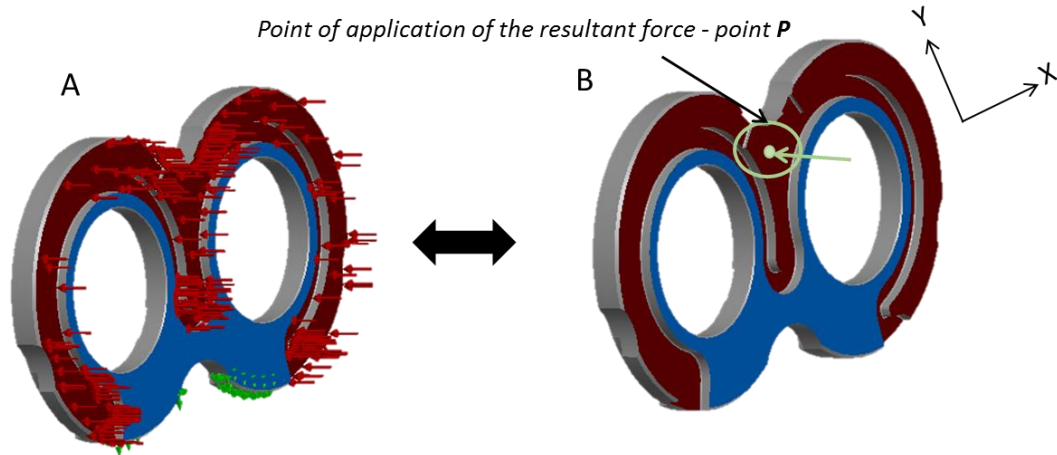 Point of application of the resultant force - point P
A
B
Y
X